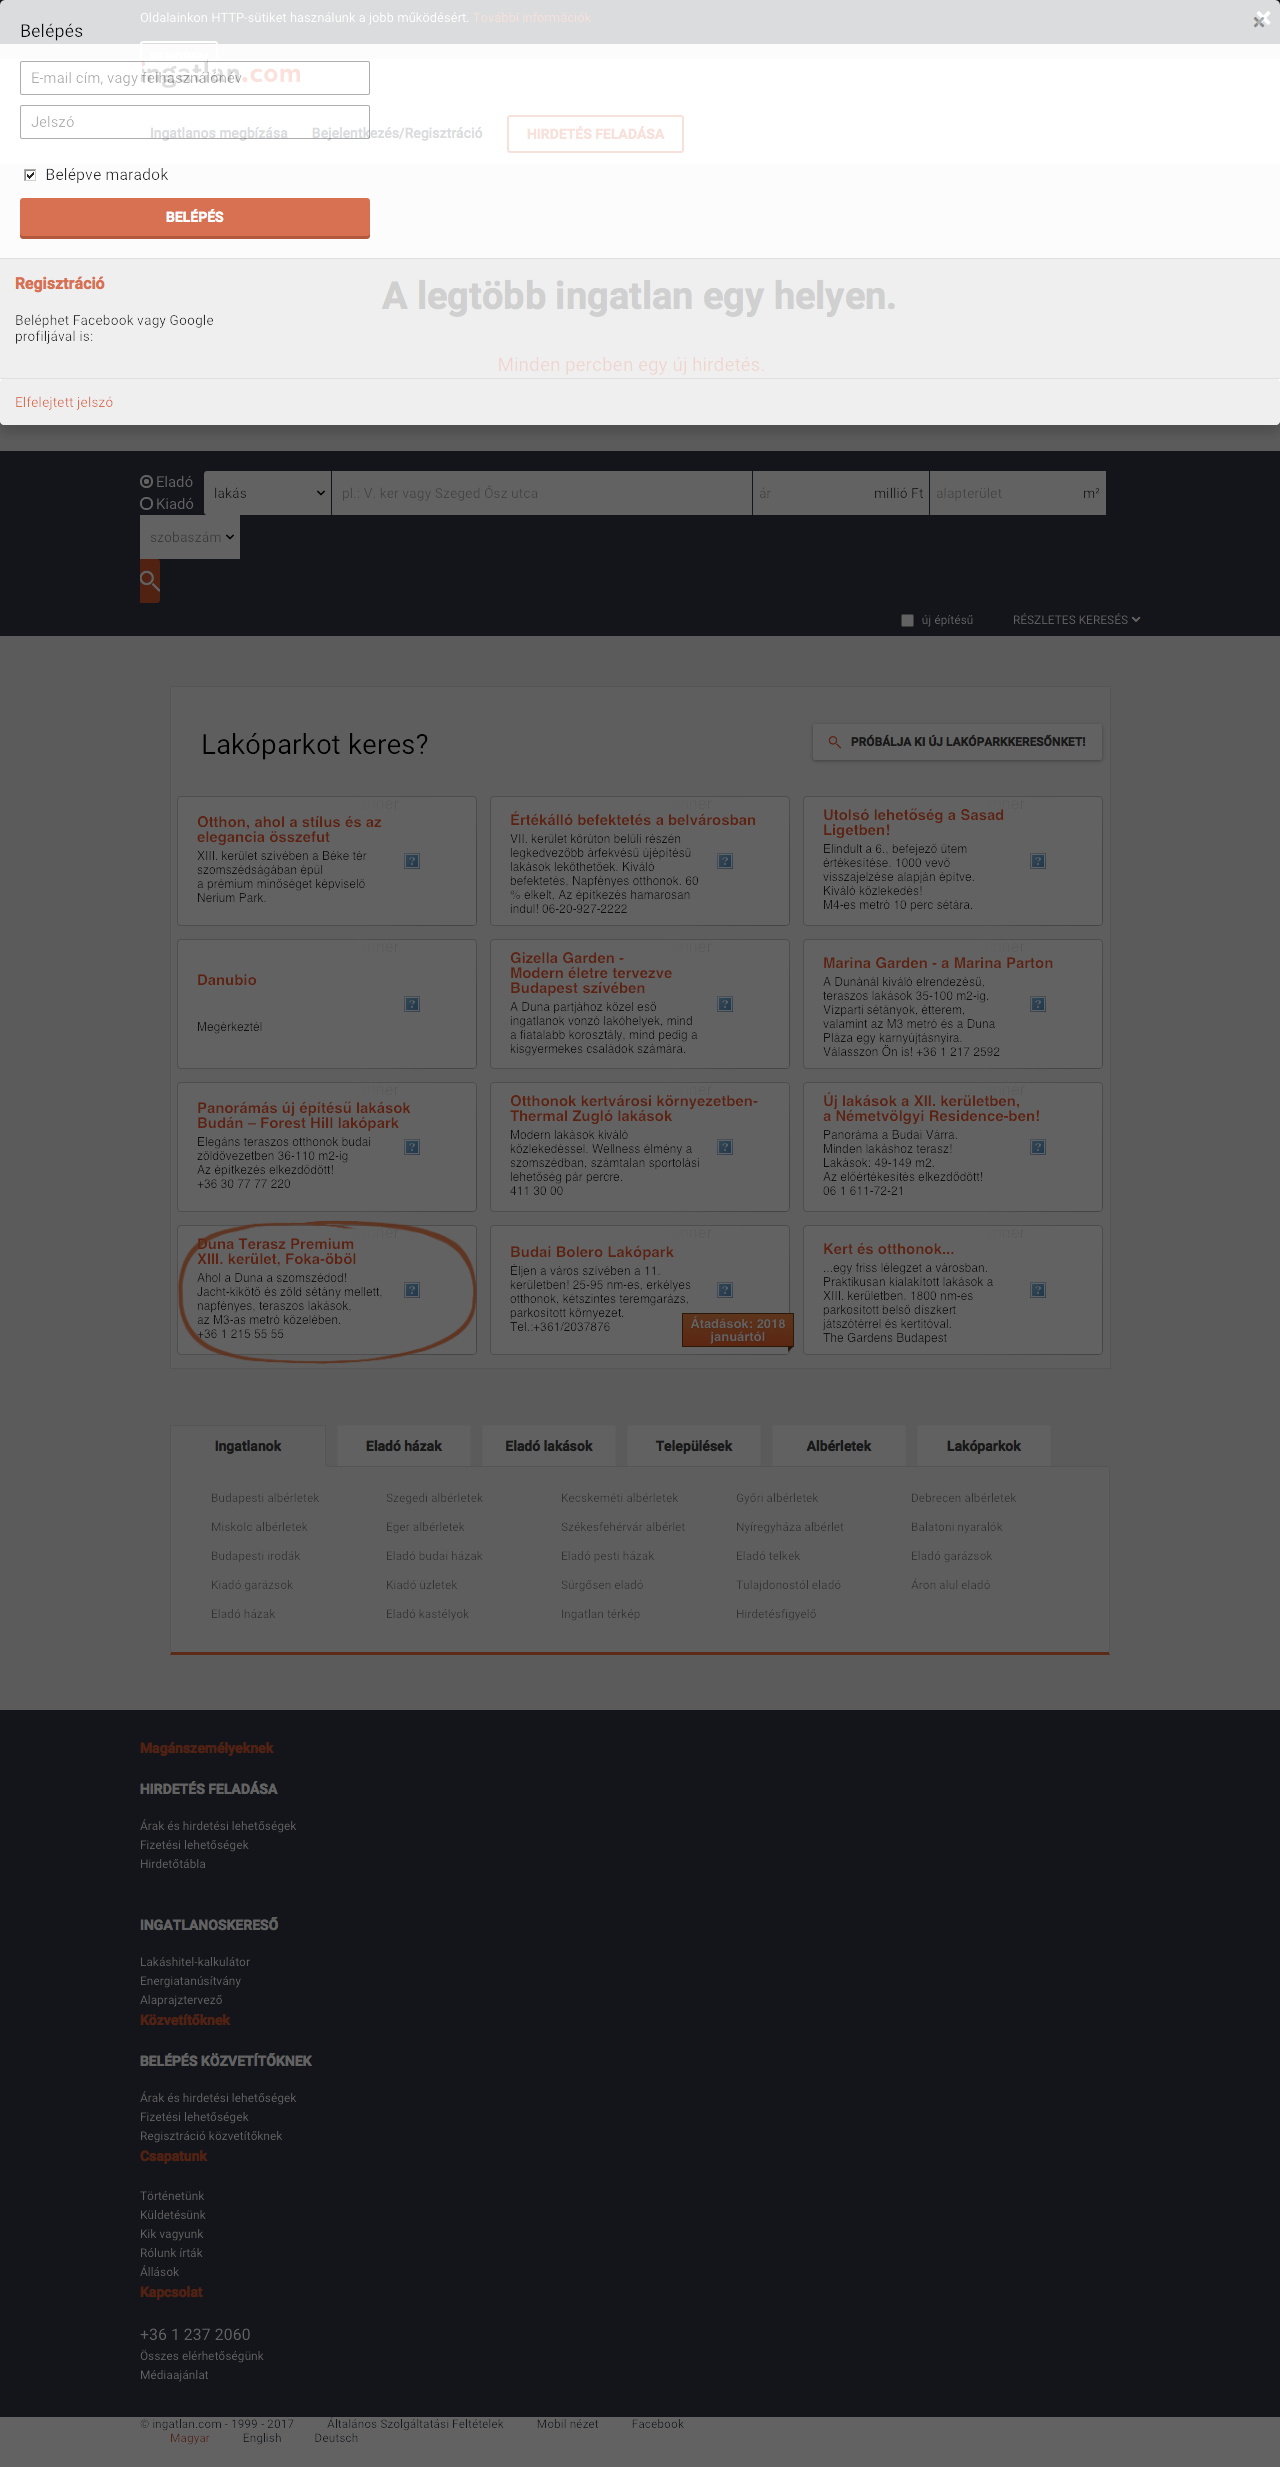 Oldalainkon HTTP-sütiket használunk a jobb működésért. További információk
Belépés
ingatlan.com
E-mail cím, vagy felhasználónév
Jelszó
Ingatlanos megbízása
Bejelentkezés/Regisztráció
HIRDETÉS FELADÁSA
Belépve maradok
BELÉPÉS
Regisztráció
A legtöbb ingatlan egy helyen.
Beléphet Facebook vagy Google
profiljával is:
Minden percben egy új hirdetés.
Elfelejtett jelszó
Eladó
Kiadó
lakás
pl.: V. ker vagy Szeged Ősz utca
ár
millió Ft
alapterület
m²
szobaszám
új építésű
RÉSZLETES KERESÉS
Lakóparkot keres?
PRÓBÁLJA KI ÚJ LAKÓPARKKERESŐNKET!
Otthon, ahol a stílus és az
elegancia összefut
XIII. kerület szívében a Béke tér
szomszédságában épül
a prémium minőséget képviselő
Nerium Park.
Értékálló befektetés a belvárosban
VII. kerület körúton belüli részén
legkedvezőbb árfekvésű újépítésű
lakások leköthetőek. Kiváló
befektetés. Napfényes otthonok. 60
% elkelt, Az építkezés hamarosan
indul! 06-20-927-2222
Utolsó lehetőség a Sasad
Ligetben!
Elindult a 6., befejező ütem
értékesítése. 1000 vevő
visszajelzése alapján építve.
Kiváló közlekedés!
M4-es metró 10 perc sétára.
Danubio
Megérkeztél
Gizella Garden -
Modern életre tervezve
Budapest szívében
A Duna partjához közel eső
ingatlanok vonzó lakóhelyek, mind
a fiatalabb korosztály, mind pedig a
kisgyermekes családok számára.
Marina Garden - a Marina Parton
A Dunánál kiváló elrendezésű,
teraszos lakások 35-100 m2-ig.
Vízparti sétányok, étterem,
valamint az M3 metró és a Duna
Pláza egy karnyújtásnyira.
Válasszon Ön is! +36 1 217 2592
Panorámás új építésű lakások
Budán – Forest Hill lakópark
Elegáns teraszos otthonok budai
zöldövezetben 36-110 m2-ig
Az építkezés elkezdődött!
+36 30 77 77 220
Otthonok kertvárosi környezetben-
Thermal Zugló lakások
Modern lakások kiváló
közlekedéssel. Wellness élmény a
szomszédban, számtalan sportolási
lehetőség pár percre.
411 30 00
Új lakások a XII. kerületben,
a Németvölgyi Residence-ben!
Panoráma a Budai Várra.
Minden lakáshoz terasz!
Lakások: 49-149 m2.
Az előértékesítés elkezdődött!
06 1 611-72-21
Duna Terasz Premium
XIII. kerület, Foka-öböl
Ahol a Duna a szomszédod!
Jacht-kikötő és zöld sétány mellett,
napfényes, teraszos lakások.
az M3-as metró közelében.
+36 1 215 55 55
Budai Bolero Lakópark
Éljen a város szívében a 11.
kerületben! 25-95 nm-es, erkélyes
otthonok, kétszintes teremgarázs,
parkosított környezet.
Tel.:+361/2037876
Átadások: 2018
januártól
Kert és otthonok...
...egy friss lélegzet a városban.
Praktikusan kialakított lakások a
XIII. kerületben. 1800 nm-es
parkosított belső díszkert
játszótérrel és kertitóval.
The Gardens Budapest
Ingatlanok
Eladó házak
Eladó lakások
Települések
Albérletek
Lakóparkok
Budapesti albérletek
Szegedi albérletek
Kecskeméti albérletek
Győri albérletek
Debrecen albérletek
Miskolc albérletek
Eger albérletek
Székesfehérvár albérlet
Nyíregyháza albérlet
Balatoni nyaralók
Budapesti irodák
Eladó budai házak
Eladó pesti házak
Eladó telkek
Eladó garázsok
Kiadó garázsok
Kiadó üzletek
Sürgősen eladó
Tulajdonostól eladó
Áron alul eladó
Eladó házak
Eladó kastélyok
Ingatlan térkép
Hirdetésfigyelő
Magánszemélyeknek
HIRDETÉS FELADÁSA
Árak és hirdetési lehetőségek
Fizetési lehetőségek
Hirdetőtábla
INGATLANOSKERESŐ
Lakáshitel-kalkulátor
Energiatanúsítvány
Alaprajztervező
Közvetítőknek
BELÉPÉS KÖZVETÍTŐKNEK
Árak és hirdetési lehetőségek
Fizetési lehetőségek
Regisztráció közvetítőknek
Csapatunk
Történetünk
Küldetésünk
Kik vagyunk
Rólunk írták
Állások
Kapcsolat
+36 1 237 2060
Összes elérhetőségünk
Médiaajánlat
© ingatlan.com - 1999 - 2017
Általános Szolgáltatási Feltételek
Mobil nézet
Facebook
Magyar
English
Deutsch